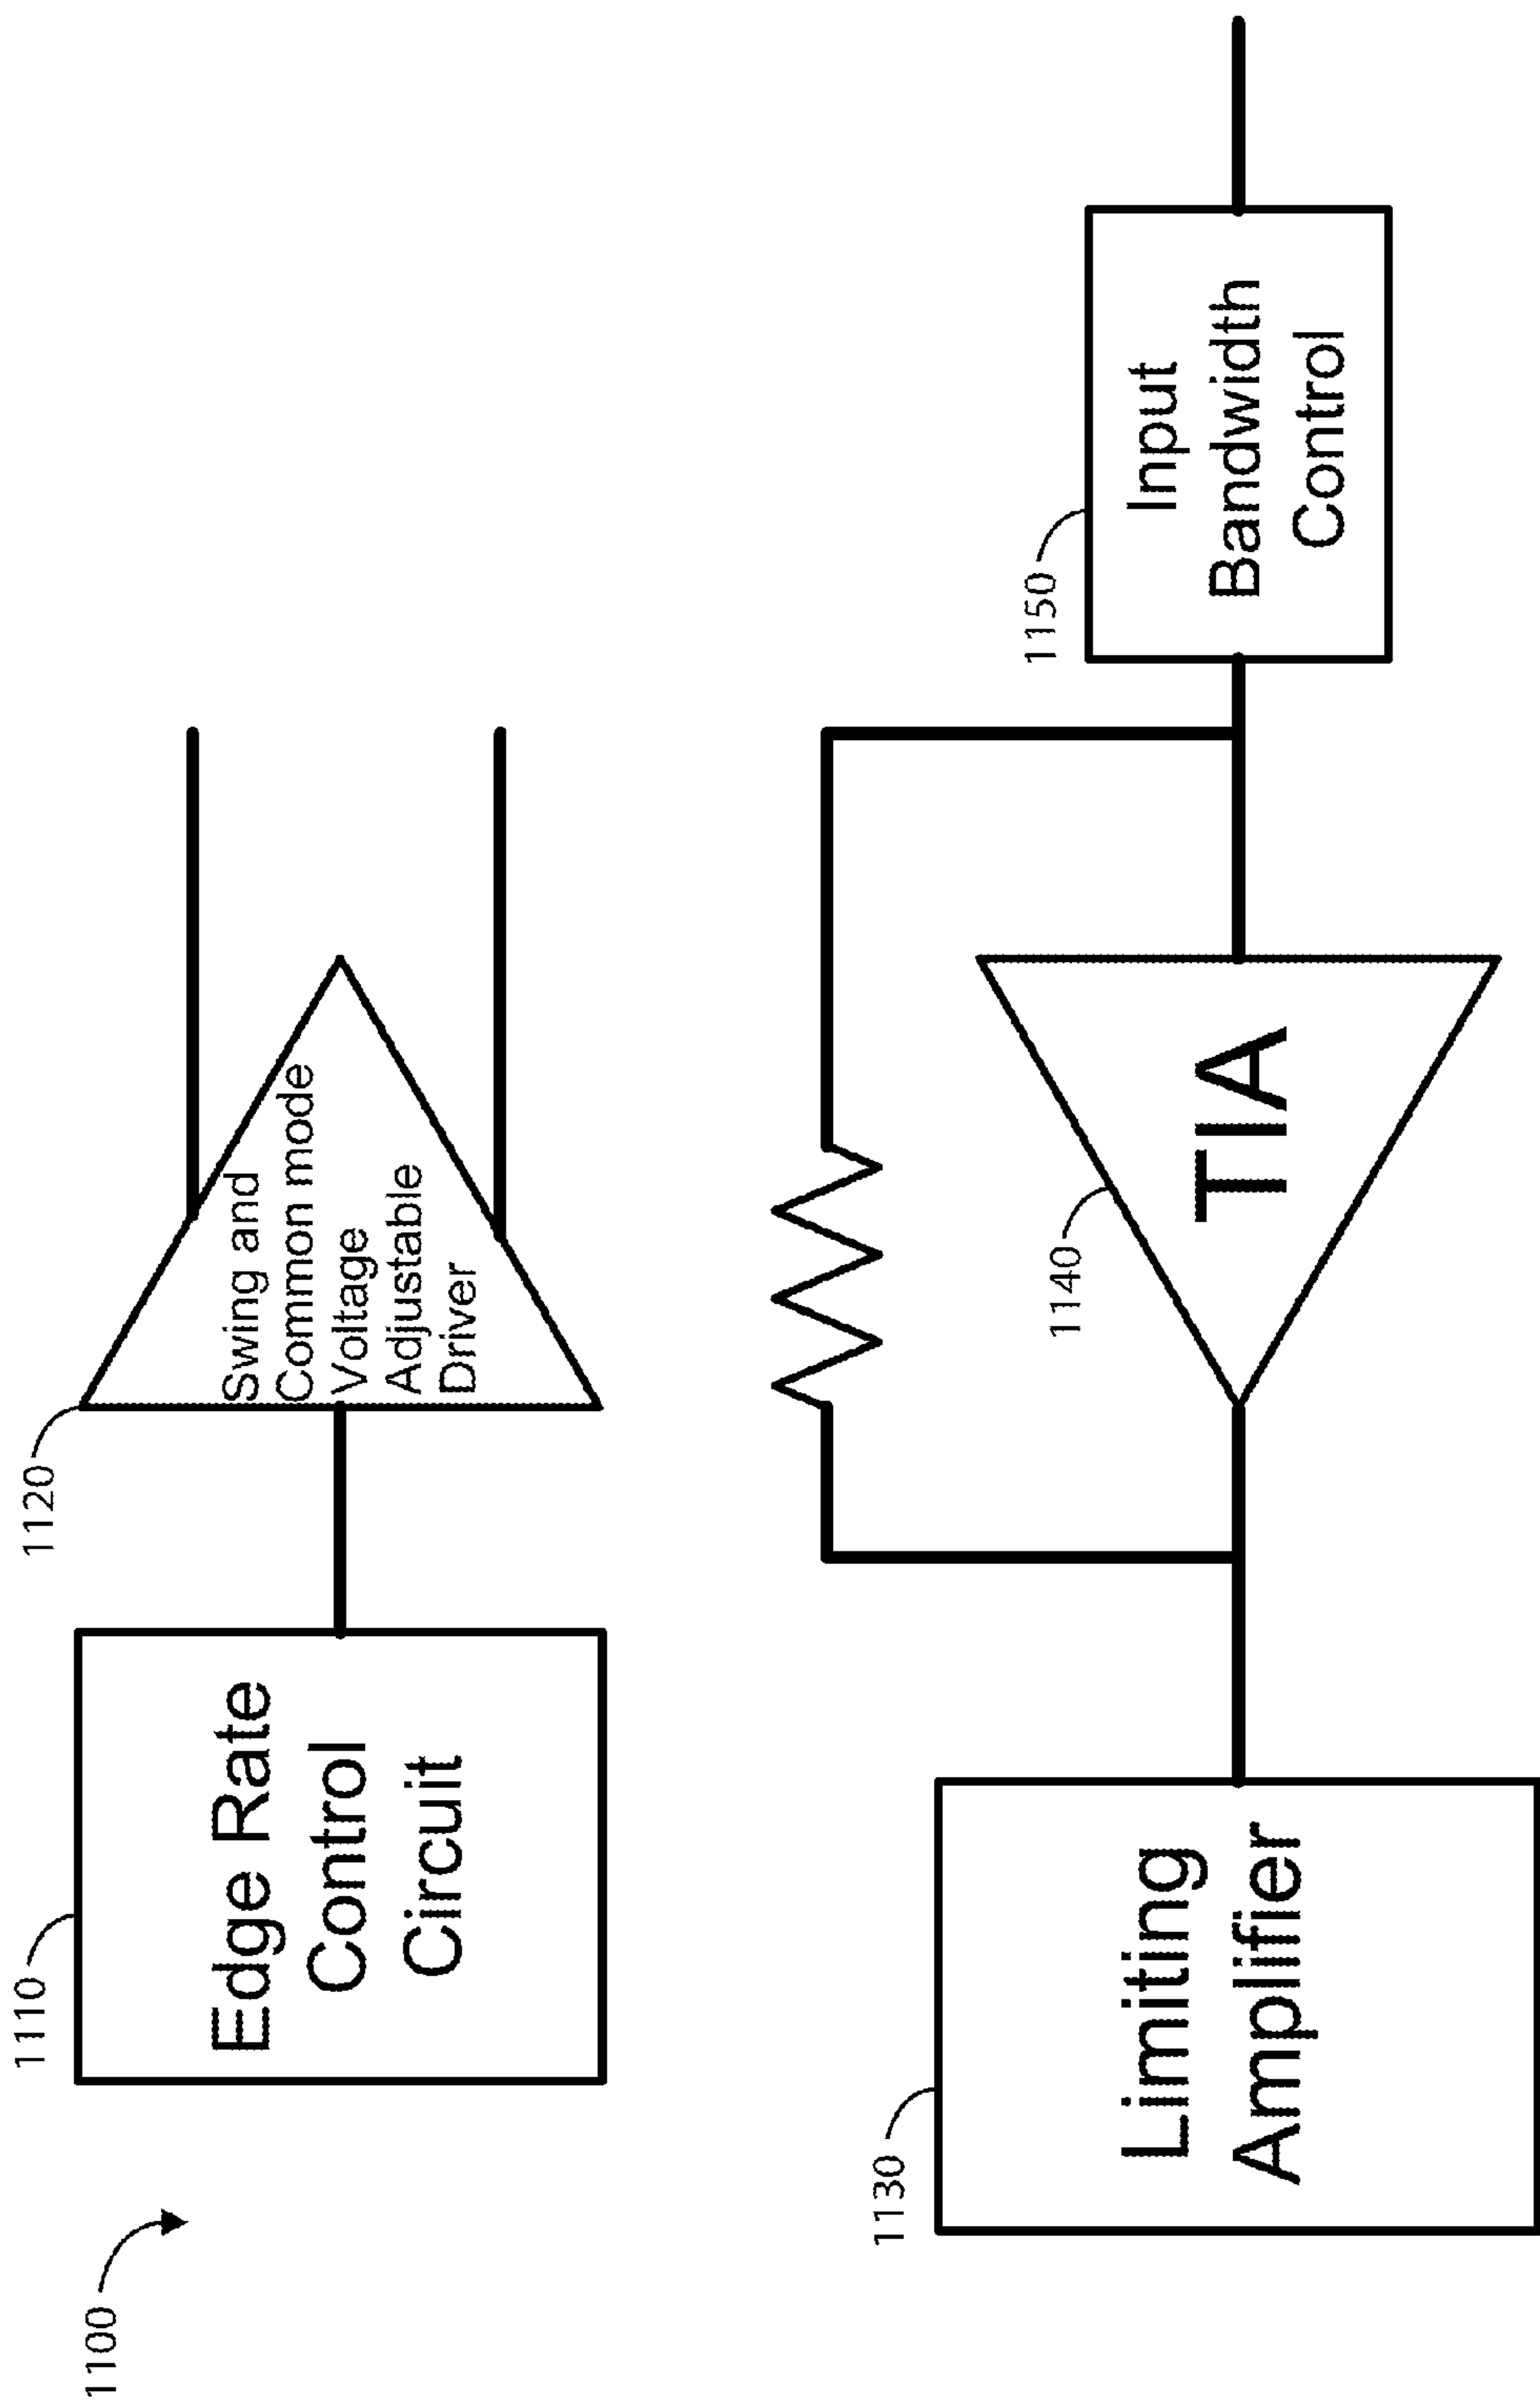 1100
1110
Edge Rate
Control
Circuit
1120
Swing and
Common mode
Voltage
Adjustable
Driver
1130
Limiting
Amplifier
1140
TIA
1150
Input
Bandwidth
Control